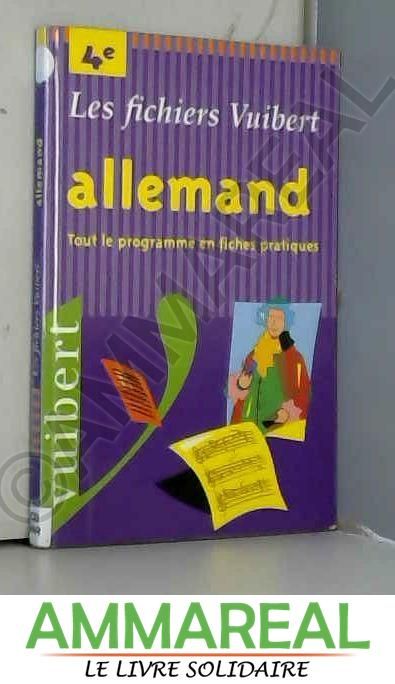 4e
Les fichiers Vuibert
allemand
Tout le programme en fiches pratiques
vuibert
allemand
Les fichiers Vuibert
© AMMAREAL
AMMAREAL
LE LIVRE SOLIDAIRE